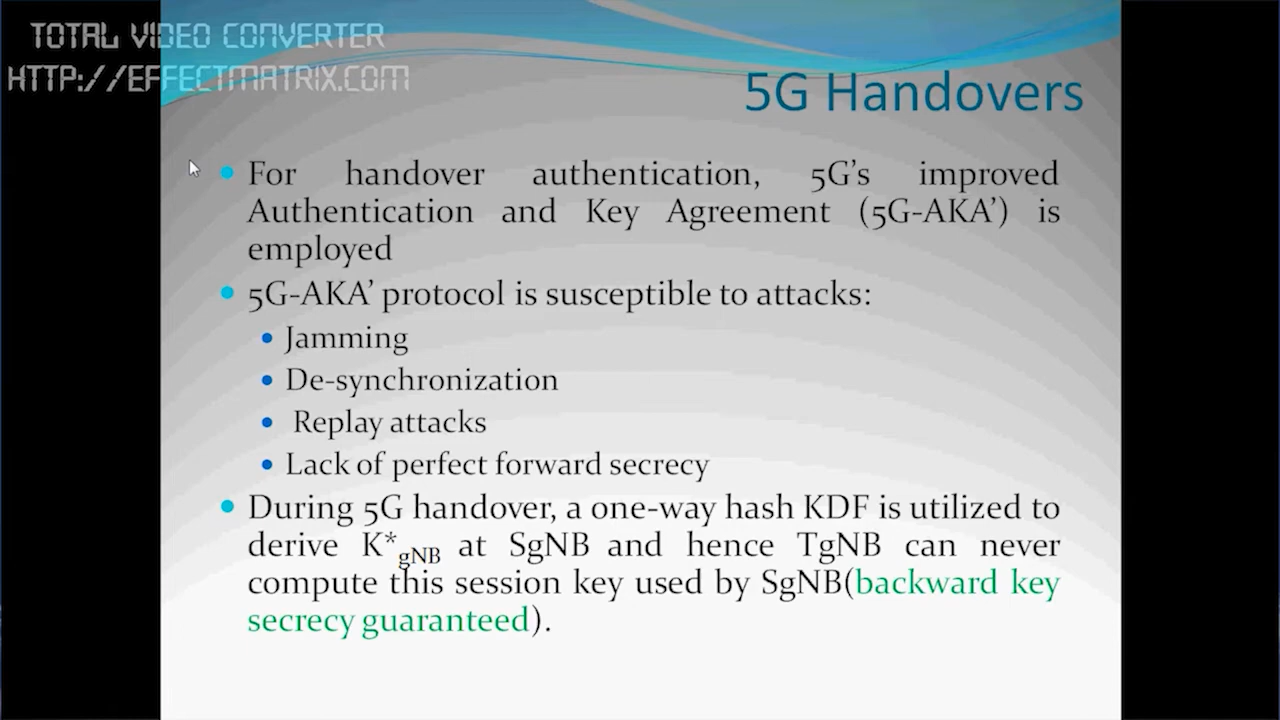 TOTAL VIDEO CONVERTER
HTTP://EFFECTMATRIX.COM
5G Handovers
For handover authentication, 5G’s improved
Authentication and Key Agreement (5G-AKA’) is
employed
5G-AKA’ protocol is susceptible to attacks:
Jamming
De-synchronization
Replay attacks
Lack of perfect forward secrecy
During 5G handover, a one-way hash KDF is utilized to
derive K*gNB at SgNB and hence TgNB can never
compute this session key used by SgNB(backward key
secrecy guaranteed).